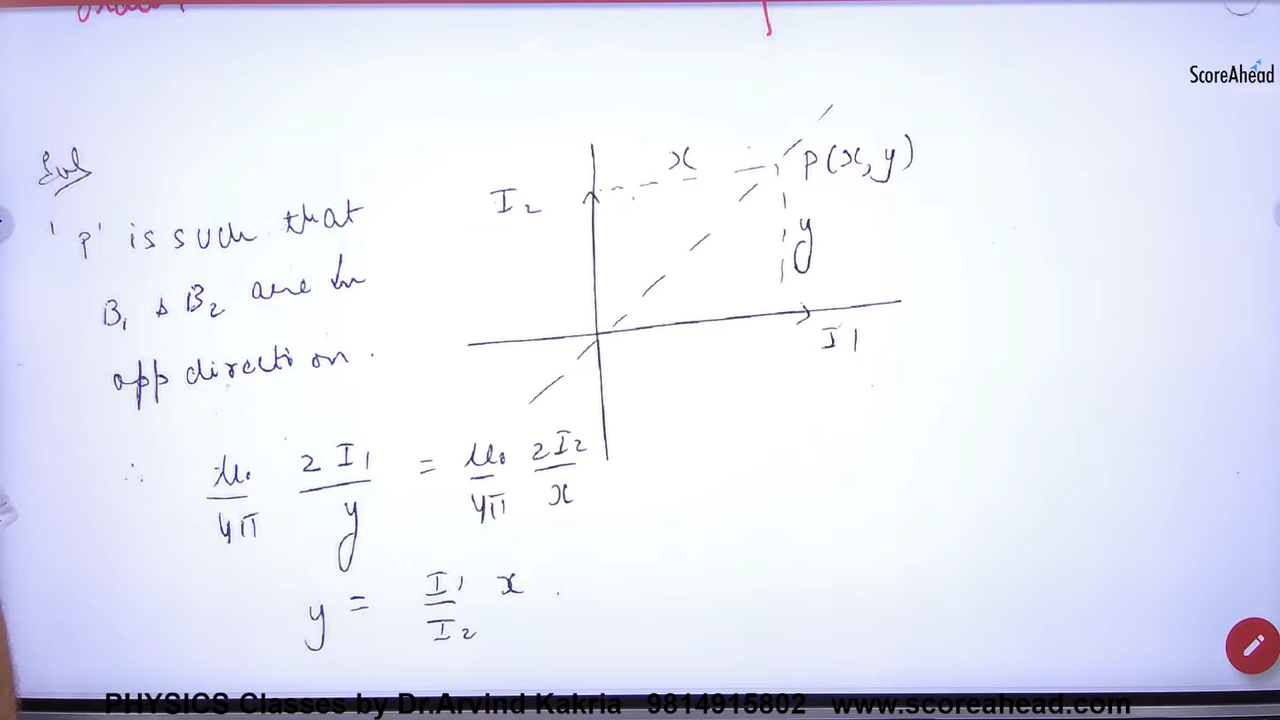 ScoreAhead
Sol
'P' is such that
B₁ & B₂ are in
opp direction.
I₂
x
P(x, y)
y
I₁
∴ μ₀/4π 2I₁/y = μ₀/4π 2I₂/x
y = I₁/I₂ x.
PHYSICS Classes by Dr.Arvind Kakria 9814915802 www.scoreahead.com